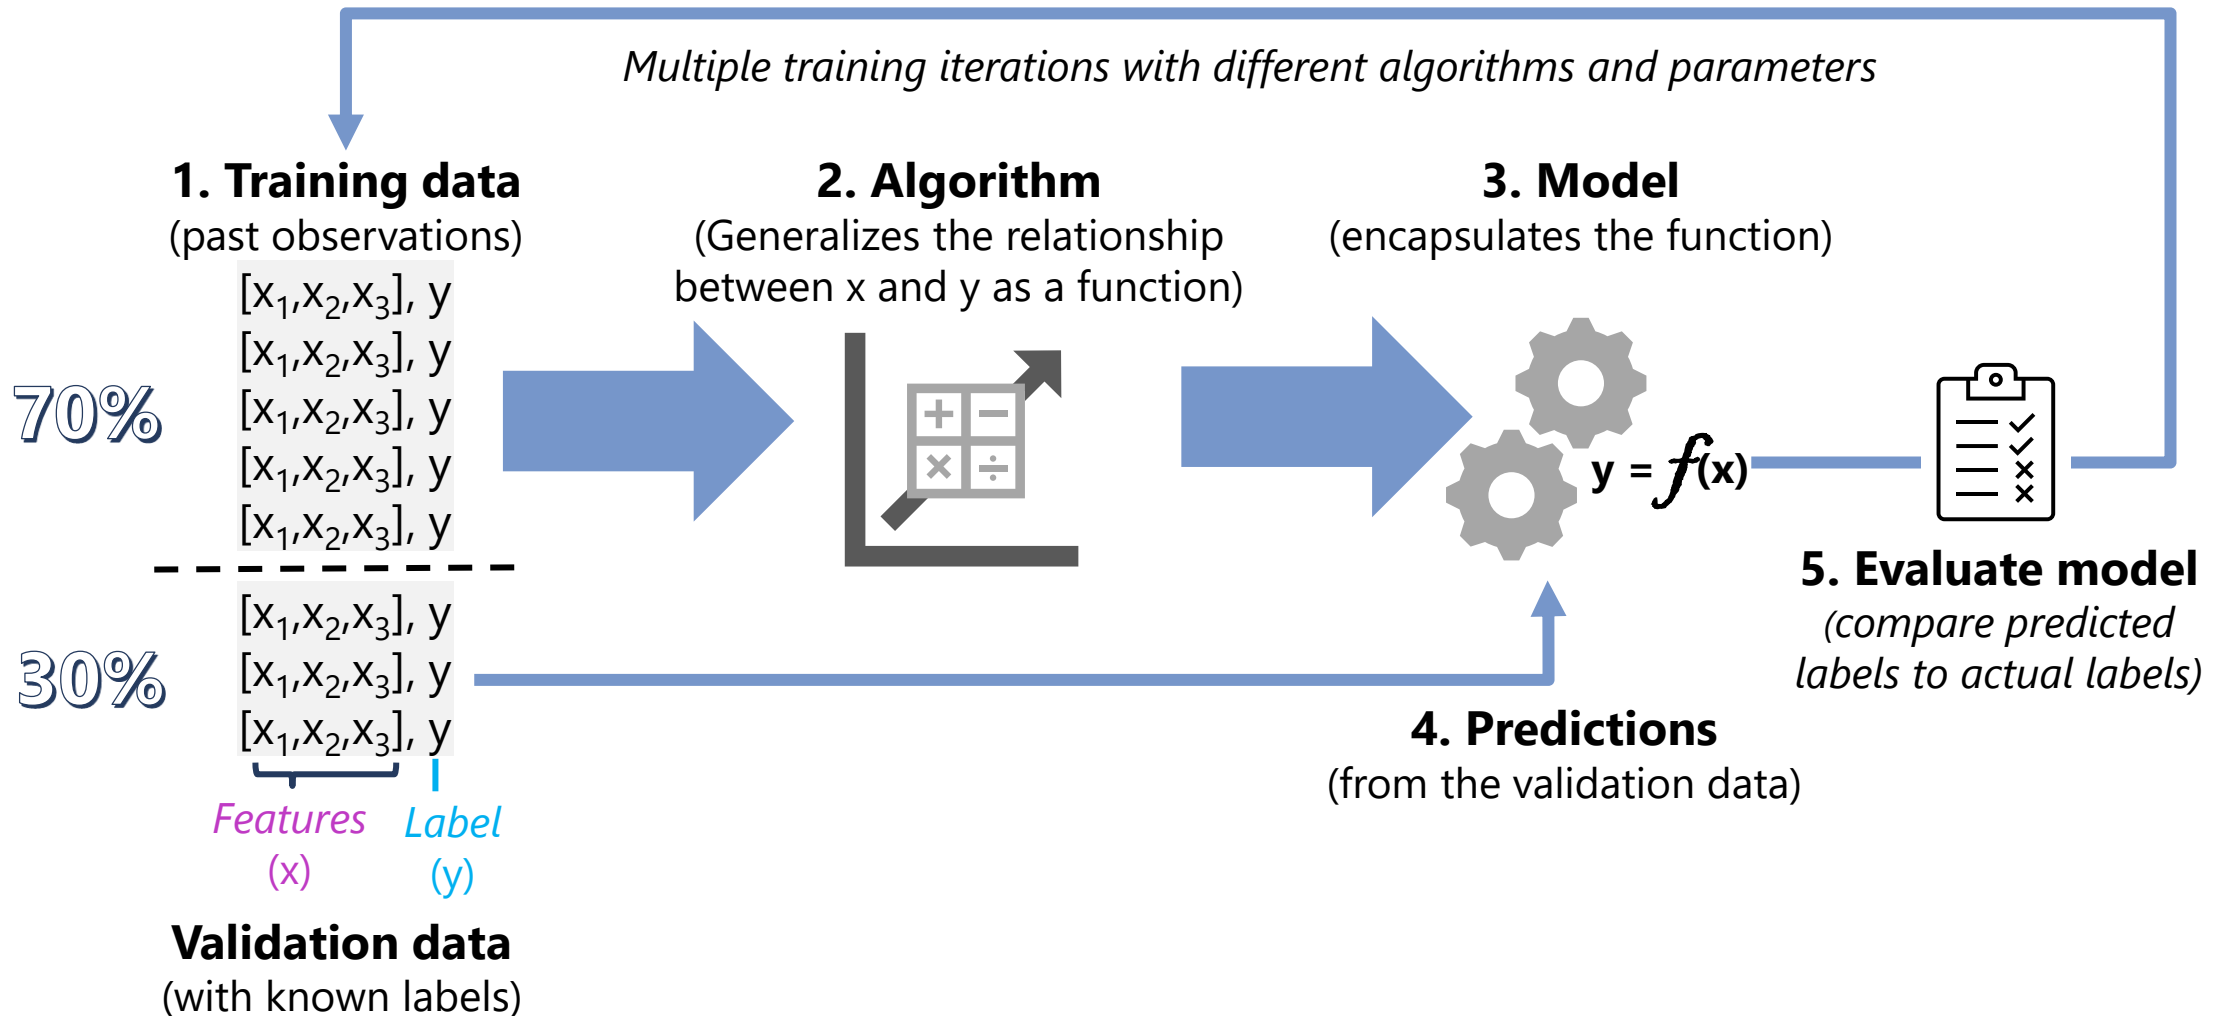 Multiple training iterations with different algorithms and parameters
1. Training data
(past observations)
[x₁,x₂,x₃], y
[x₁,x₂,x₃], y
[x₁,x₂,x₃], y
[x₁,x₂,x₃], y
[x₁,x₂,x₃], y
70%
[x₁,x₂,x₃], y
[x₁,x₂,x₃], y
[x₁,x₂,x₃], y
30%
Features
(x)
Label
(y)
Validation data
(with known labels)
2. Algorithm
(Generalizes the relationship
between x and y as a function)
+ −
× ÷
3. Model
(encapsulates the function)
y = f(x)
4. Predictions
(from the validation data)
5. Evaluate model
(compare predicted
labels to actual labels)